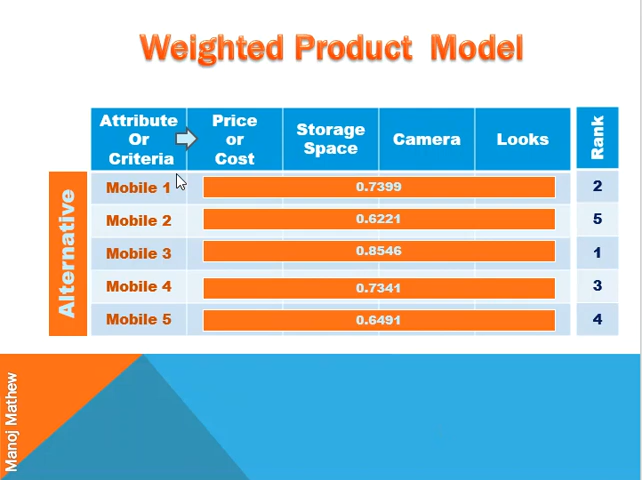 Weighted Product Model
Attribute Or Criteria
Price or Cost
Storage Space
Camera
Looks
Rank
Alternative
Mobile 1 0.7399 2
Mobile 2 0.6221 5
Mobile 3 0.8546 1
Mobile 4 0.7341 3
Mobile 5 0.6491 4
Manoj Mathew